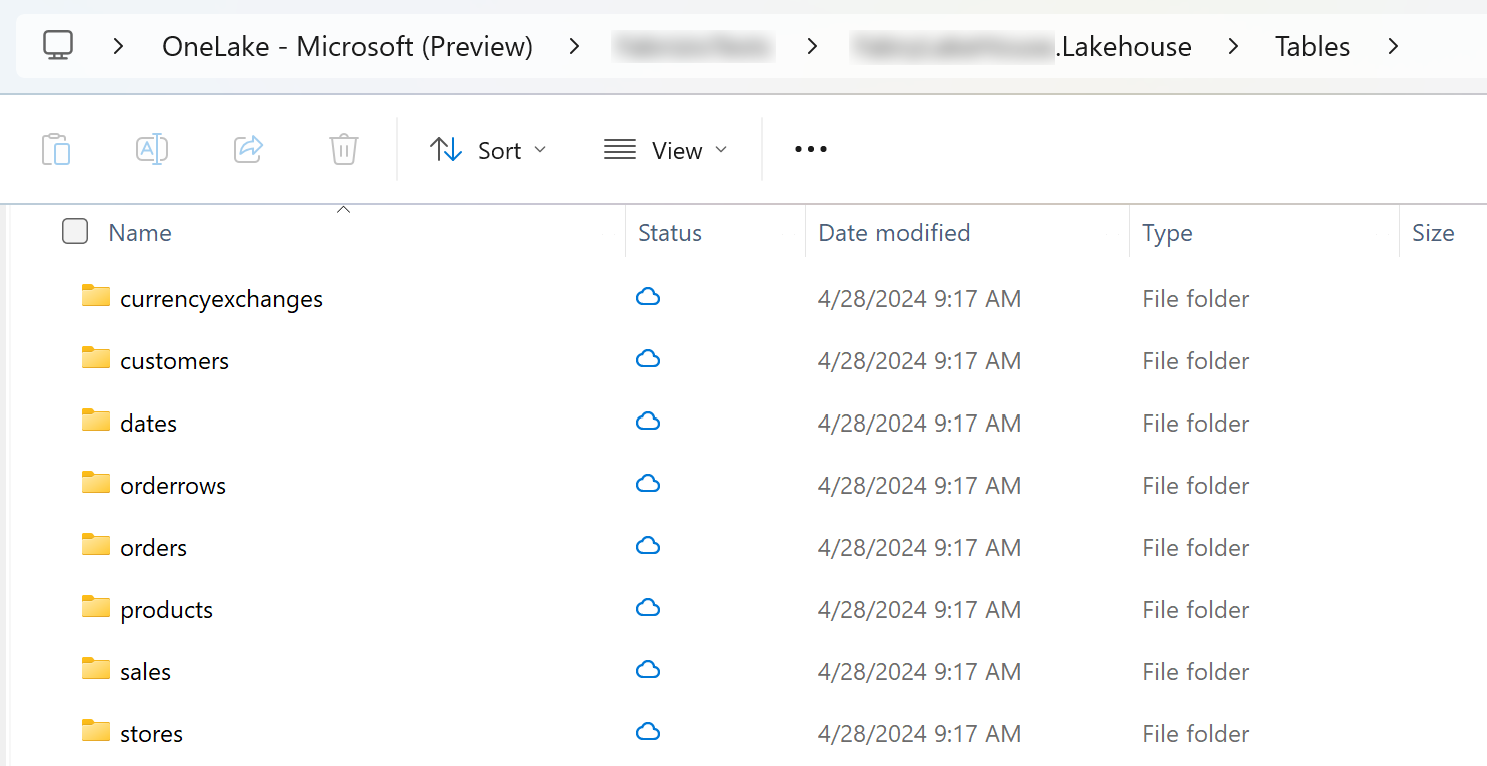 OneLake - Microsoft (Preview) .Lakehouse Tables
Sort View
Name Status Date modified Type Size
currencyexchanges 4/28/2024 9:17 AM File folder
customers 4/28/2024 9:17 AM File folder
dates 4/28/2024 9:17 AM File folder
orderrows 4/28/2024 9:17 AM File folder
orders 4/28/2024 9:17 AM File folder
products 4/28/2024 9:17 AM File folder
sales 4/28/2024 9:17 AM File folder
stores 4/28/2024 9:17 AM File folder